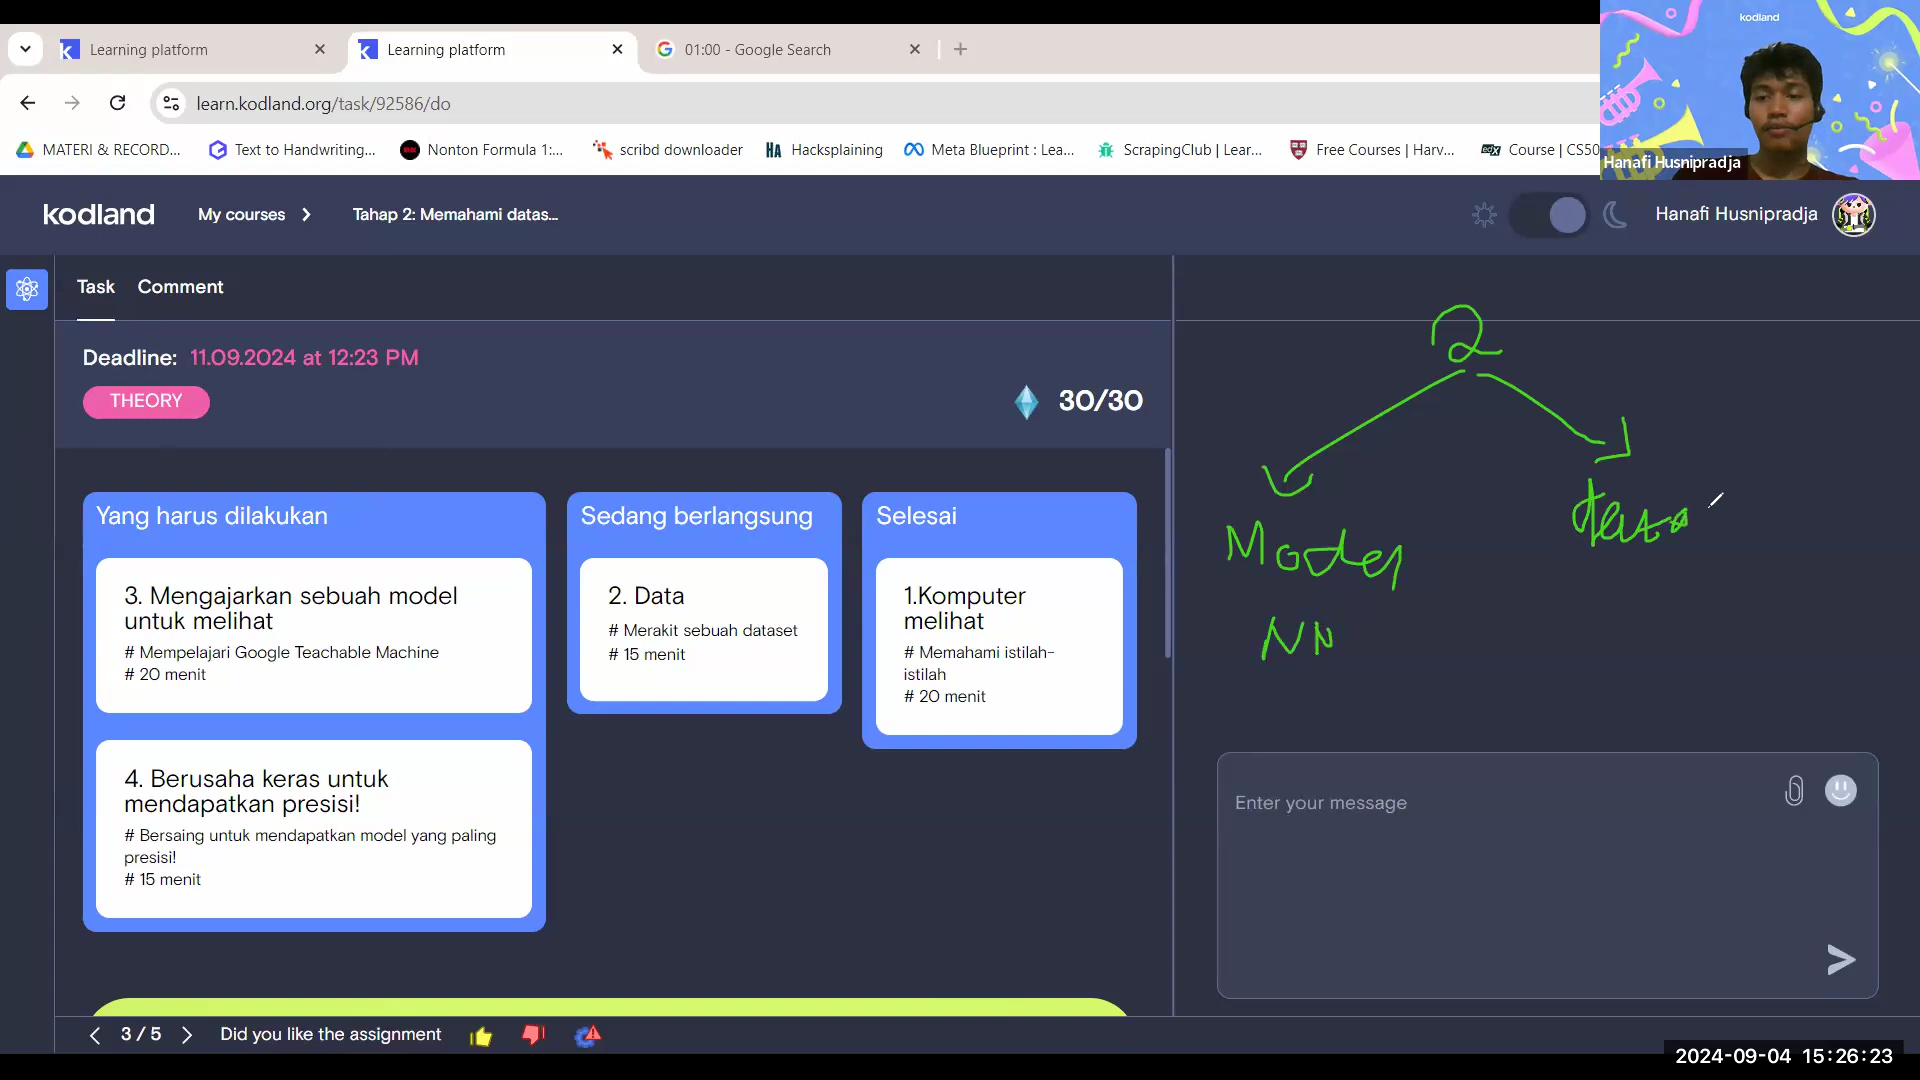 kodland
Hanafi Husnipradja
Learning platform
Learning platform
01:00 - Google Search
learn.kodland.org/task/92586/do
MATERI & RECORD...
Text to Handwriting...
Nonton Formula 1:...
scribd downloader
Hacksplaining
Meta Blueprint : Lea...
ScrapingClub | Lear...
Free Courses | Harv...
Course | CS50
kodland
My courses
Tahap 2: Memahami datas...
Hanafi Husnipradja
Task
Comment
Deadline: 11.09.2024 at 12:23 PM
THEORY
30/30
Yang harus dilakukan
3. Mengajarkan sebuah model
untuk melihat
# Mempelajari Google Teachable Machine
# 20 menit
4. Berusaha keras untuk
mendapatkan presisi!
# Bersaing untuk mendapatkan model yang paling
presisi!
# 15 menit
Sedang berlangsung
2. Data
# Merakit sebuah dataset
# 15 menit
Selesai
1.Komputer
melihat
# Memahami istilah-
istilah
# 20 menit
2
Model
data
NN
Enter your message
3 / 5
Did you like the assignment
2024-09-04 15:26:23